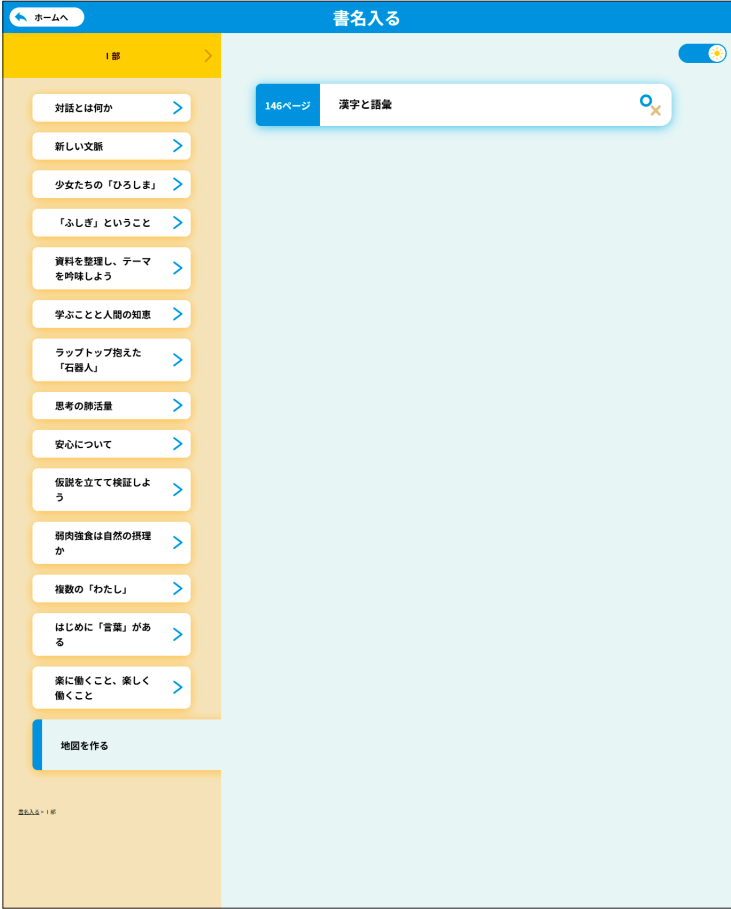 ホームへ
書名入る
Ⅰ部
対話とは何か
新しい文脈
少女たちの「ひろしま」
「ふしぎ」ということ
資料を整理し、テーマ
を吟味しよう
学ぶことと人間の知恵
ラップトップ抱えた
「石器人」
思考の肺活量
安心について
仮説を立てて検証しよ
う
弱肉強食は自然の摂理
か
複数の「わたし」
はじめに「言葉」があ
る
楽に働くこと、楽しく
働くこと
地図を作る
書名入る > Ⅰ部
146ページ
漢字と語彙